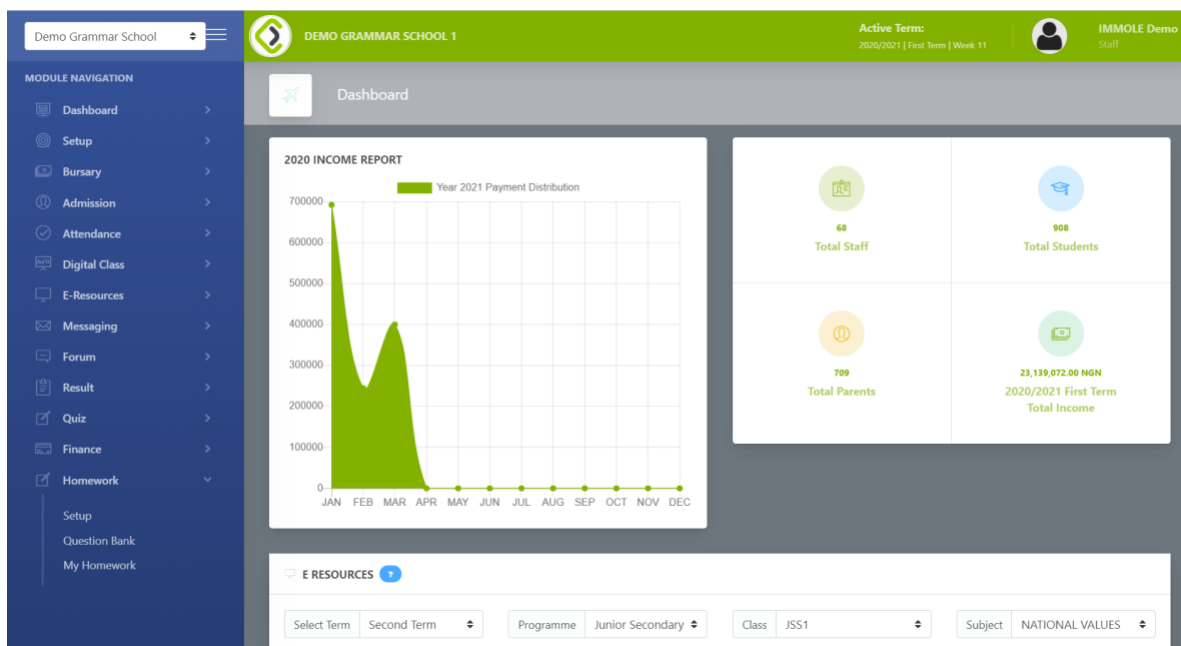 Demo Grammar School
MODULE NAVIGATION
Dashboard
Setup
Bursary
Admission
Attendance
Digital Class
E-Resources
Messaging
Forum
Result
Quiz
Finance
Homework
Setup
Question Bank
My Homework
DEMO GRAMMAR SCHOOL 1
Active Term:
2020/2021 | First Term | Week 11
IMMOLE Demo
Staff
Dashboard
2020 INCOME REPORT
Year 2021 Payment Distribution
700000
600000
500000
400000
300000
200000
100000
0
JAN FEB MAR APR MAY JUN JUL AUG SEP OCT NOV DEC
68
Total Staff
908
Total Students
709
Total Parents
23,139,072.00 NGN
2020/2021 First Term
Total Income
E RESOURCES ?
Select Term Second Term Programme Junior Secondary Class JSS1 Subject NATIONAL VALUES